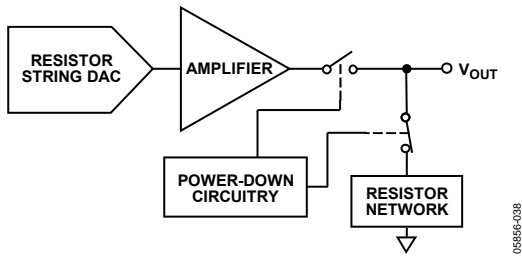 RESISTOR
STRING DAC
AMPLIFIER
VOUT
POWER-DOWN
CIRCUITRY
RESISTOR
NETWORK
05856-038